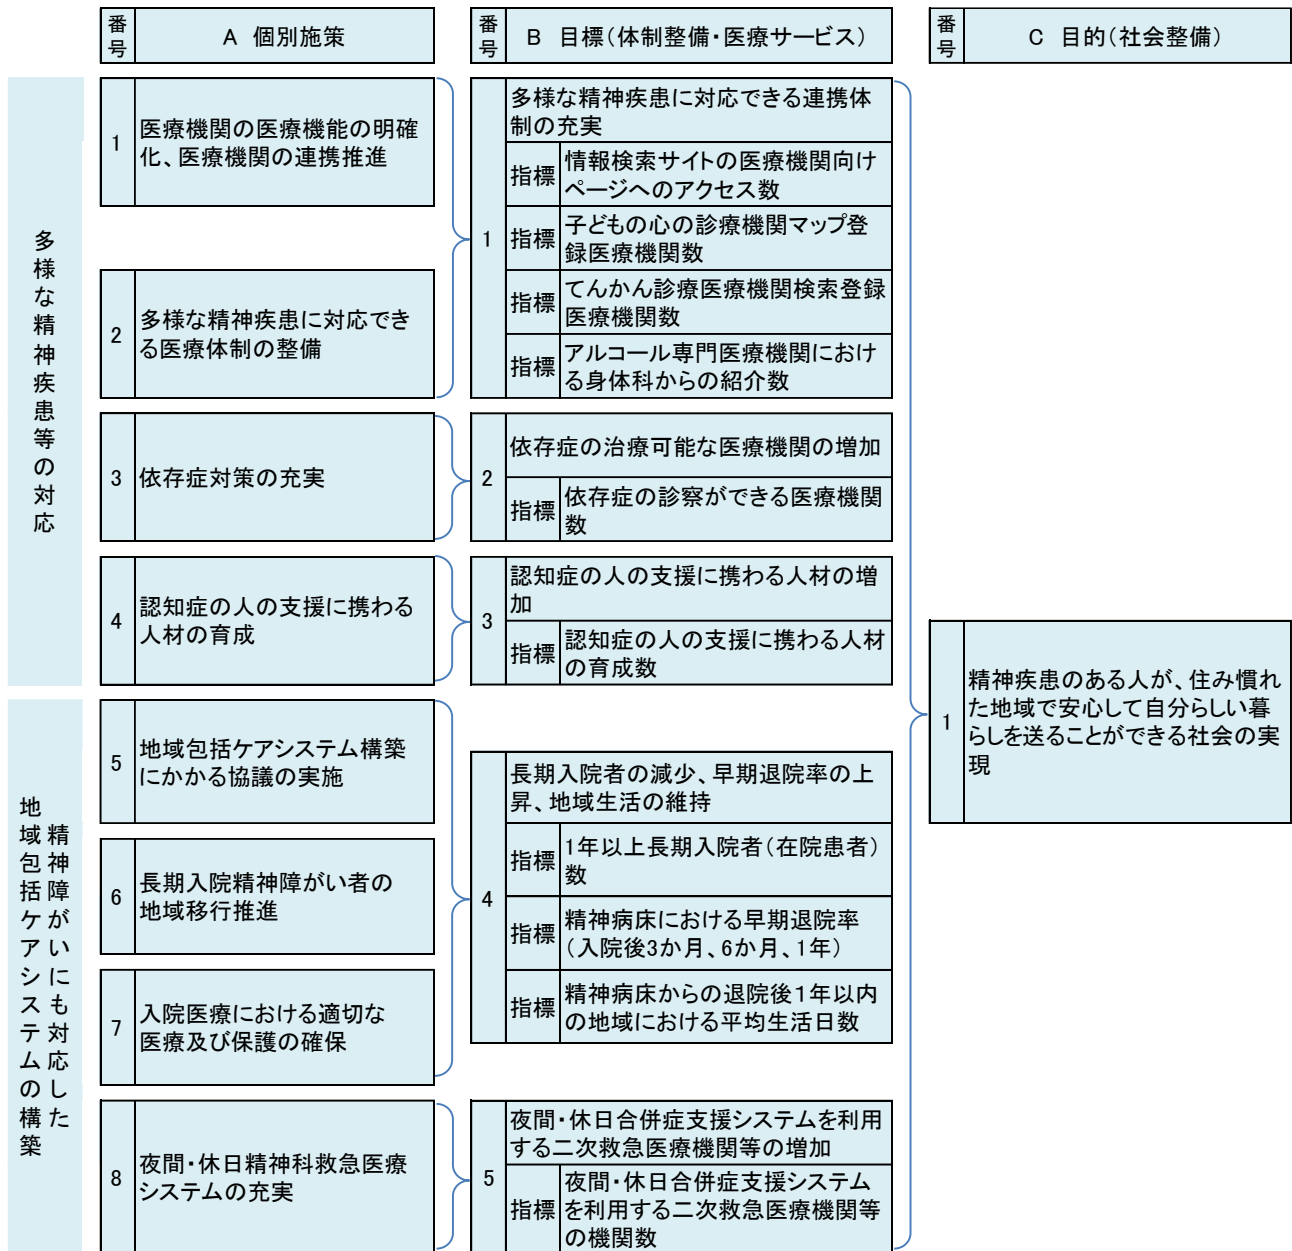 番号
A 個別施策
番号
B 目標(体制整備・医療サービス)
番号
C 目的(社会整備)
多様な精神疾患等の対応
1
医療機関の医療機能の明確
化、医療機関の連携推進
2
多様な精神疾患に対応でき
る医療体制の整備
3
依存症対策の充実
4
認知症の人の支援に携わる
人材の育成
精神障がいにも対応した
地域包括ケアシステムの構築
5
地域包括ケアシステム構築
にかかる協議の実施
6
長期入院精神障がい者の
地域移行推進
7
入院医療における適切な
医療及び保護の確保
8
夜間・休日精神科救急医療
システムの充実
1
多様な精神疾患に対応できる連携体
制の充実
指標
情報検索サイトの医療機関向け
ページへのアクセス数
指標
子どもの心の診療機関マップ登
録医療機関数
指標
てんかん診療医療機関検索登録
医療機関数
指標
アルコール専門医療機関におけ
る身体科からの紹介数
2
依存症の治療可能な医療機関の増加
指標
依存症の診察ができる医療機関
数
3
認知症の人の支援に携わる人材の増
加
指標
認知症の人の支援に携わる人材
の育成数
4
長期入院者の減少、早期退院率の上
昇、地域生活の維持
指標
1年以上長期入院者(在院患者)
数
指標
精神病床における早期退院率
(入院後3か月、6か月、1年)
指標
精神病床からの退院後1年以内
の地域における平均生活日数
5
夜間・休日合併症支援システムを利用
する二次救急医療機関等の増加
指標
夜間・休日合併症支援システム
を利用する二次救急医療機関等
の機関数
1
精神疾患のある人が、住み慣れ
た地域で安心して自分らしい暮
らしを送ることができる社会の実
現